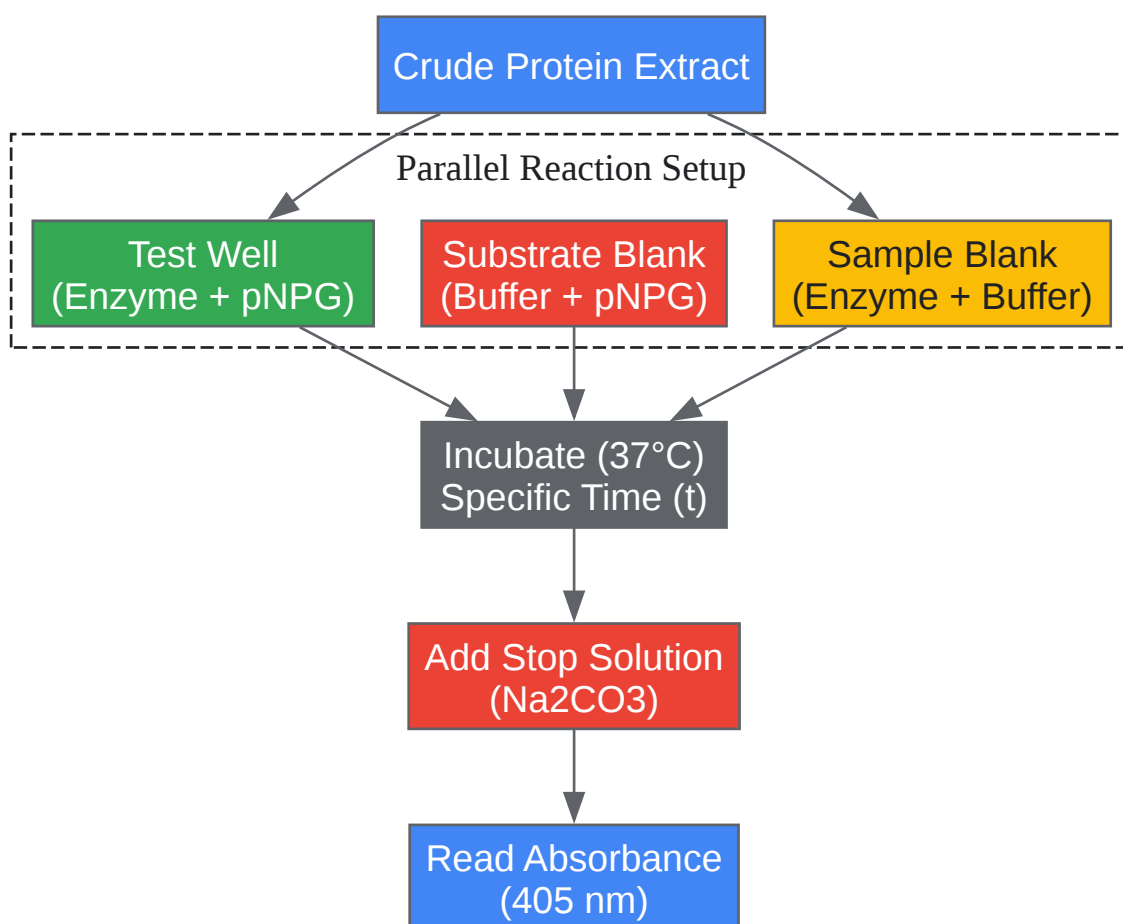 Crude Protein Extract
Parallel Reaction Setup
Test Well
(Enzyme + pNPG)
Substrate Blank
(Buffer + pNPG)
Sample Blank
(Enzyme + Buffer)
Incubate (37°C)
Specific Time (t)
Add Stop Solution
(Na2CO3)
Read Absorbance
(405 nm)